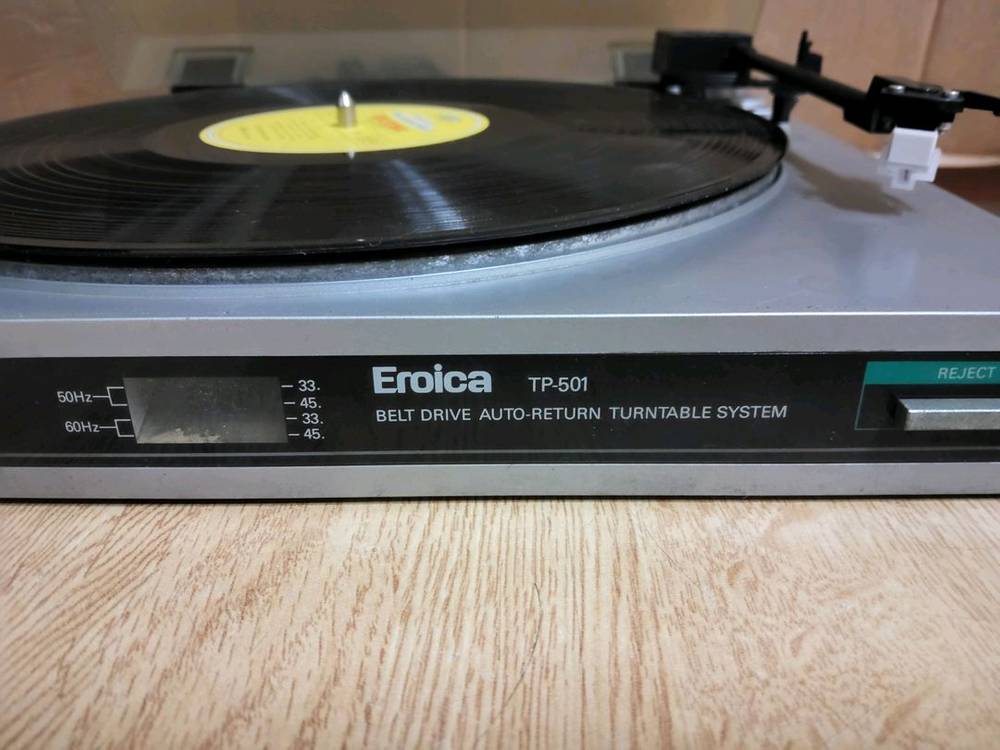 50Hz
60Hz
33.
45.
33.
45.
Eroica TP-501
BELT DRIVE AUTO-RETURN TURNTABLE SYSTEM
REJECT